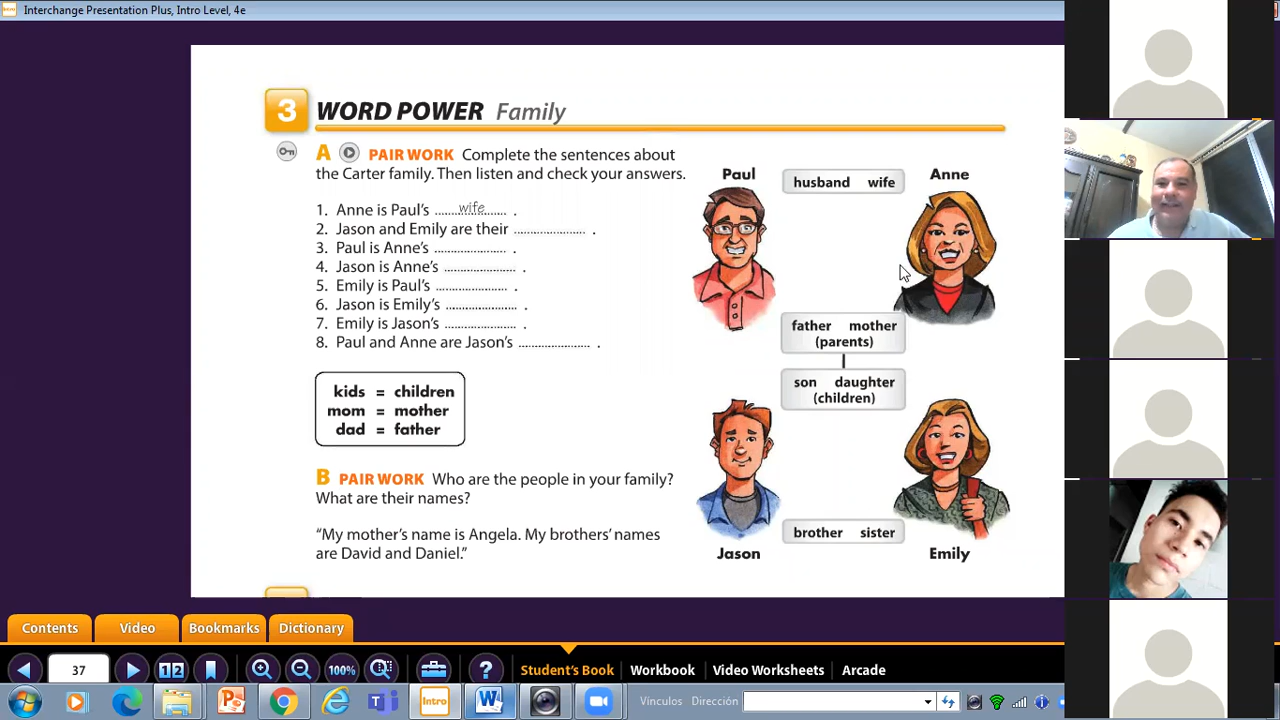 Interchange Presentation Plus, Intro Level, 4e
3 WORD POWER Family
A PAIR WORK Complete the sentences about
the Carter family. Then listen and check your answers.
1. Anne is Paul's ....wife.... .
2. Jason and Emily are their .................... .
3. Paul is Anne's .................... .
4. Jason is Anne's .................... .
5. Emily is Paul's .................... .
6. Jason is Emily's .................... .
7. Emily is Jason's .................... .
8. Paul and Anne are Jason's .................... .
kids = children
mom = mother
dad = father
B PAIR WORK Who are the people in your family?
What are their names?
"My mother's name is Angela. My brothers' names
are David and Daniel."
Paul
husband wife
Anne
father mother
(parents)
son daughter
(children)
brother sister
Jason
Emily
Contents
Video
Bookmarks
Dictionary
37
12
100%
?
Student's Book
Workbook
Video Worksheets
Arcade
Intro
Vínculos
Dirección